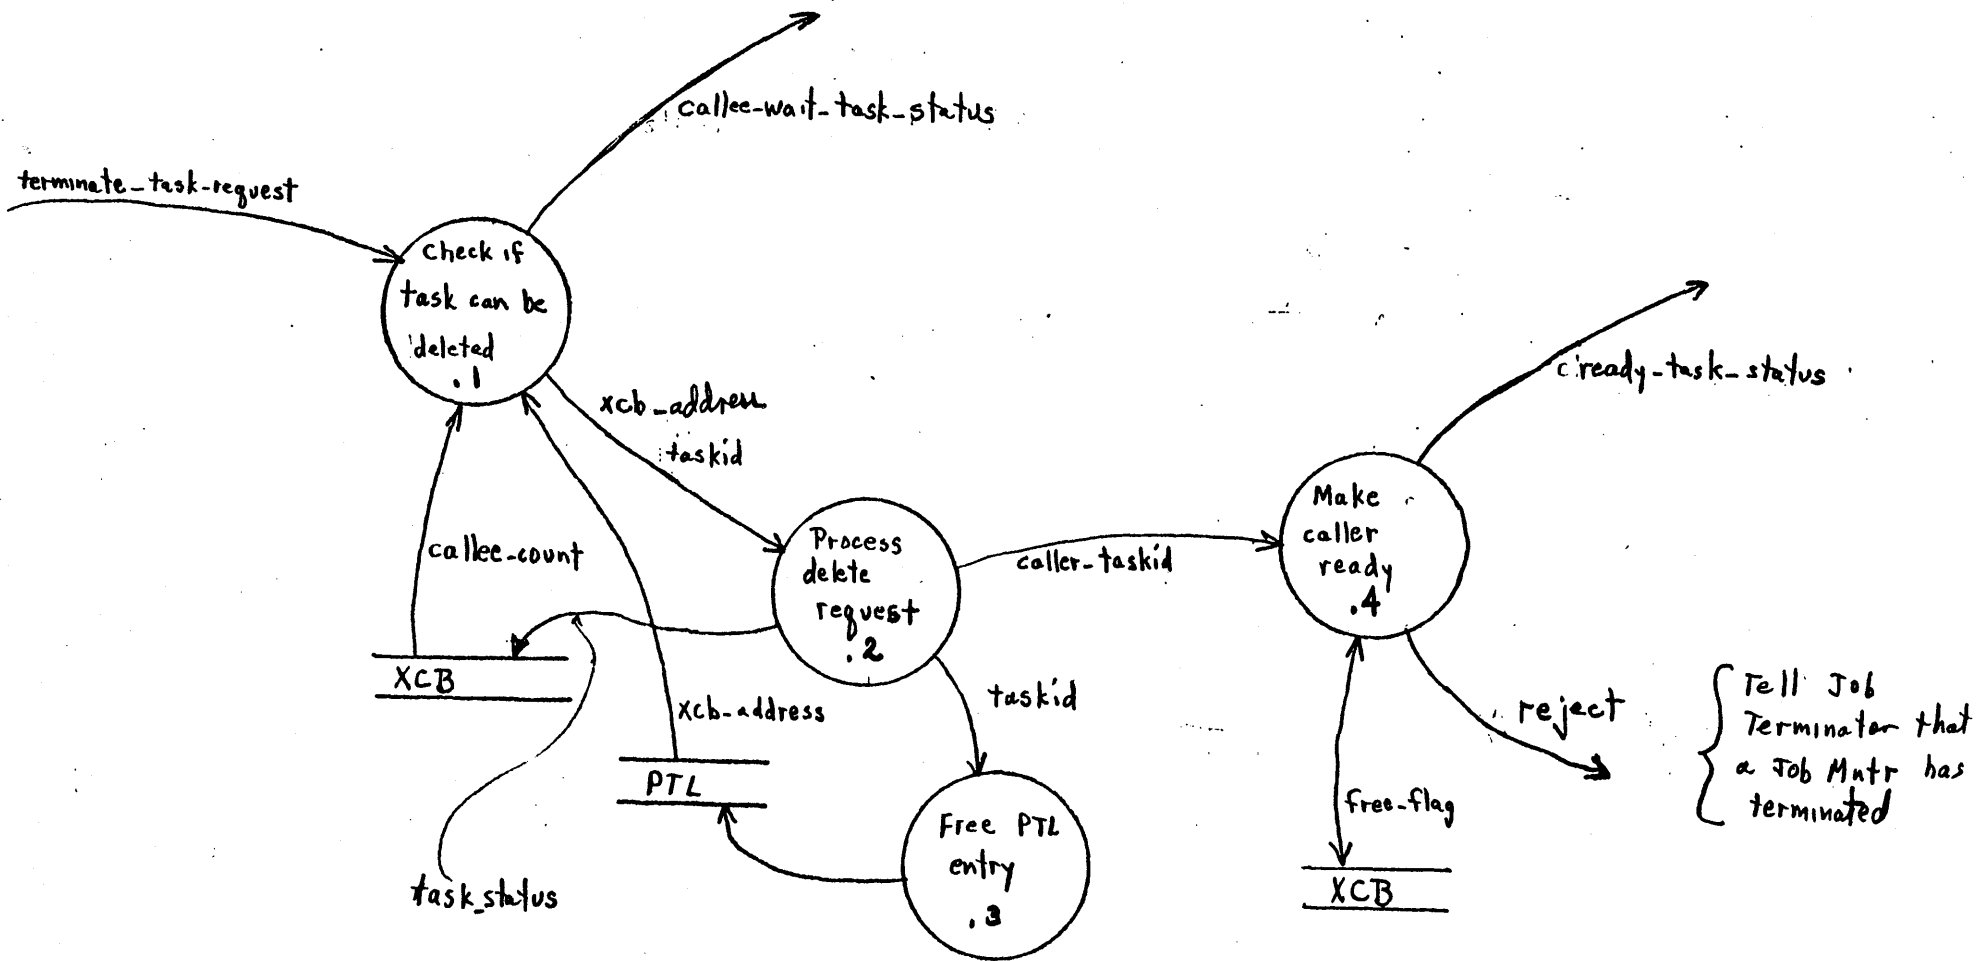 callee-wait-task-status
terminate-task-request
Check if
task can be
deleted
.1
xcb-address
taskid
c'ready-task-status
Make
caller
ready
.4
Process
delete
request
.2
caller-taskid
callee-count
XCB
xcb-address
taskid
reject
Tell Job
Terminator that
a Job Mntr has
terminated
PTL
free-flag
Free PTL
entry
.3
task_status
XCB